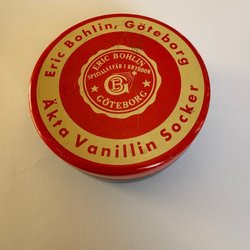 Eric Bohlin, Göteborg
ERIC BOHLIN
SPECIALAFFÄR I KRYDDOR
GÖTEBORG
Äkta Vanillin Socker